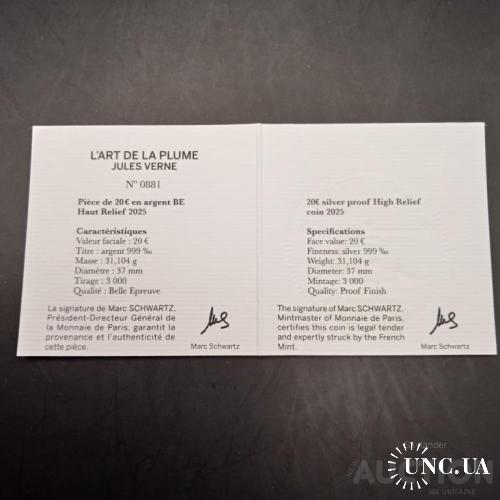 L'ART DE LA PLUME
JULES VERNE
N° 0881
Pièce de 20€ en argent BE
Haut Relief 2025
Caractéristiques
Valeur faciale : 20 €
Titre : argent 999 ‰
Masse : 31,104 g
Diamètre : 37 mm
Tirage : 3 000
Qualité : Belle Epreuve
La signature de Marc SCHWARTZ,
Président-Directeur Général de
la Monnaie de Paris, garantit la
provenance et l'authenticité de
cette pièce.
Marc Schwartz
20€ silver proof High Relief
coin 2025
Specifications
Face value: 20 €
Fineness: silver 999 ‰
Weight: 31,104 g
Diameter: 37 mm
Mintage: 3 000
Quality: Proof Finish
The signature of Marc SCHWARTZ,
Mintmaster of Monnaie de Paris,
certifies this coin is legal tender
and expertly struck by the French
Mint.
Marc Schwartz
UNC.UA
UKRAINE